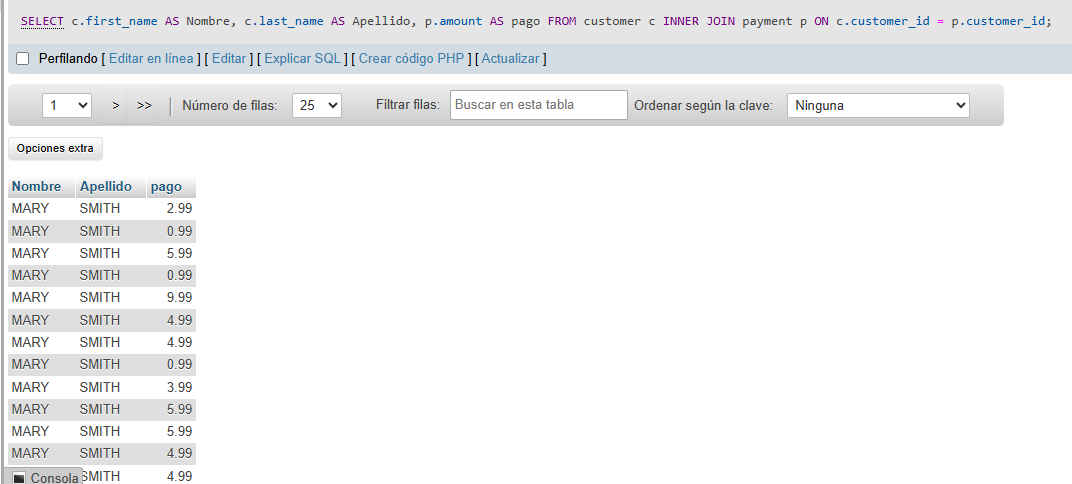 SELECT c.first_name AS Nombre, c.last_name AS Apellido, p.amount AS pago FROM customer c INNER JOIN payment p ON c.customer_id = p.customer_id;
Perfilando [ Editar en línea ] [ Editar ] [ Explicar SQL ] [ Crear código PHP ] [ Actualizar ]
1 > >> | Número de filas: 25 Filtrar filas: Buscar en esta tabla Ordenar según la clave: Ninguna
Opciones extra
Nombre Apellido pago
MARY SMITH 2.99
MARY SMITH 0.99
MARY SMITH 5.99
MARY SMITH 0.99
MARY SMITH 9.99
MARY SMITH 4.99
MARY SMITH 4.99
MARY SMITH 0.99
MARY SMITH 3.99
MARY SMITH 5.99
MARY SMITH 5.99
MARY SMITH 4.99
Consola SMITH 4.99